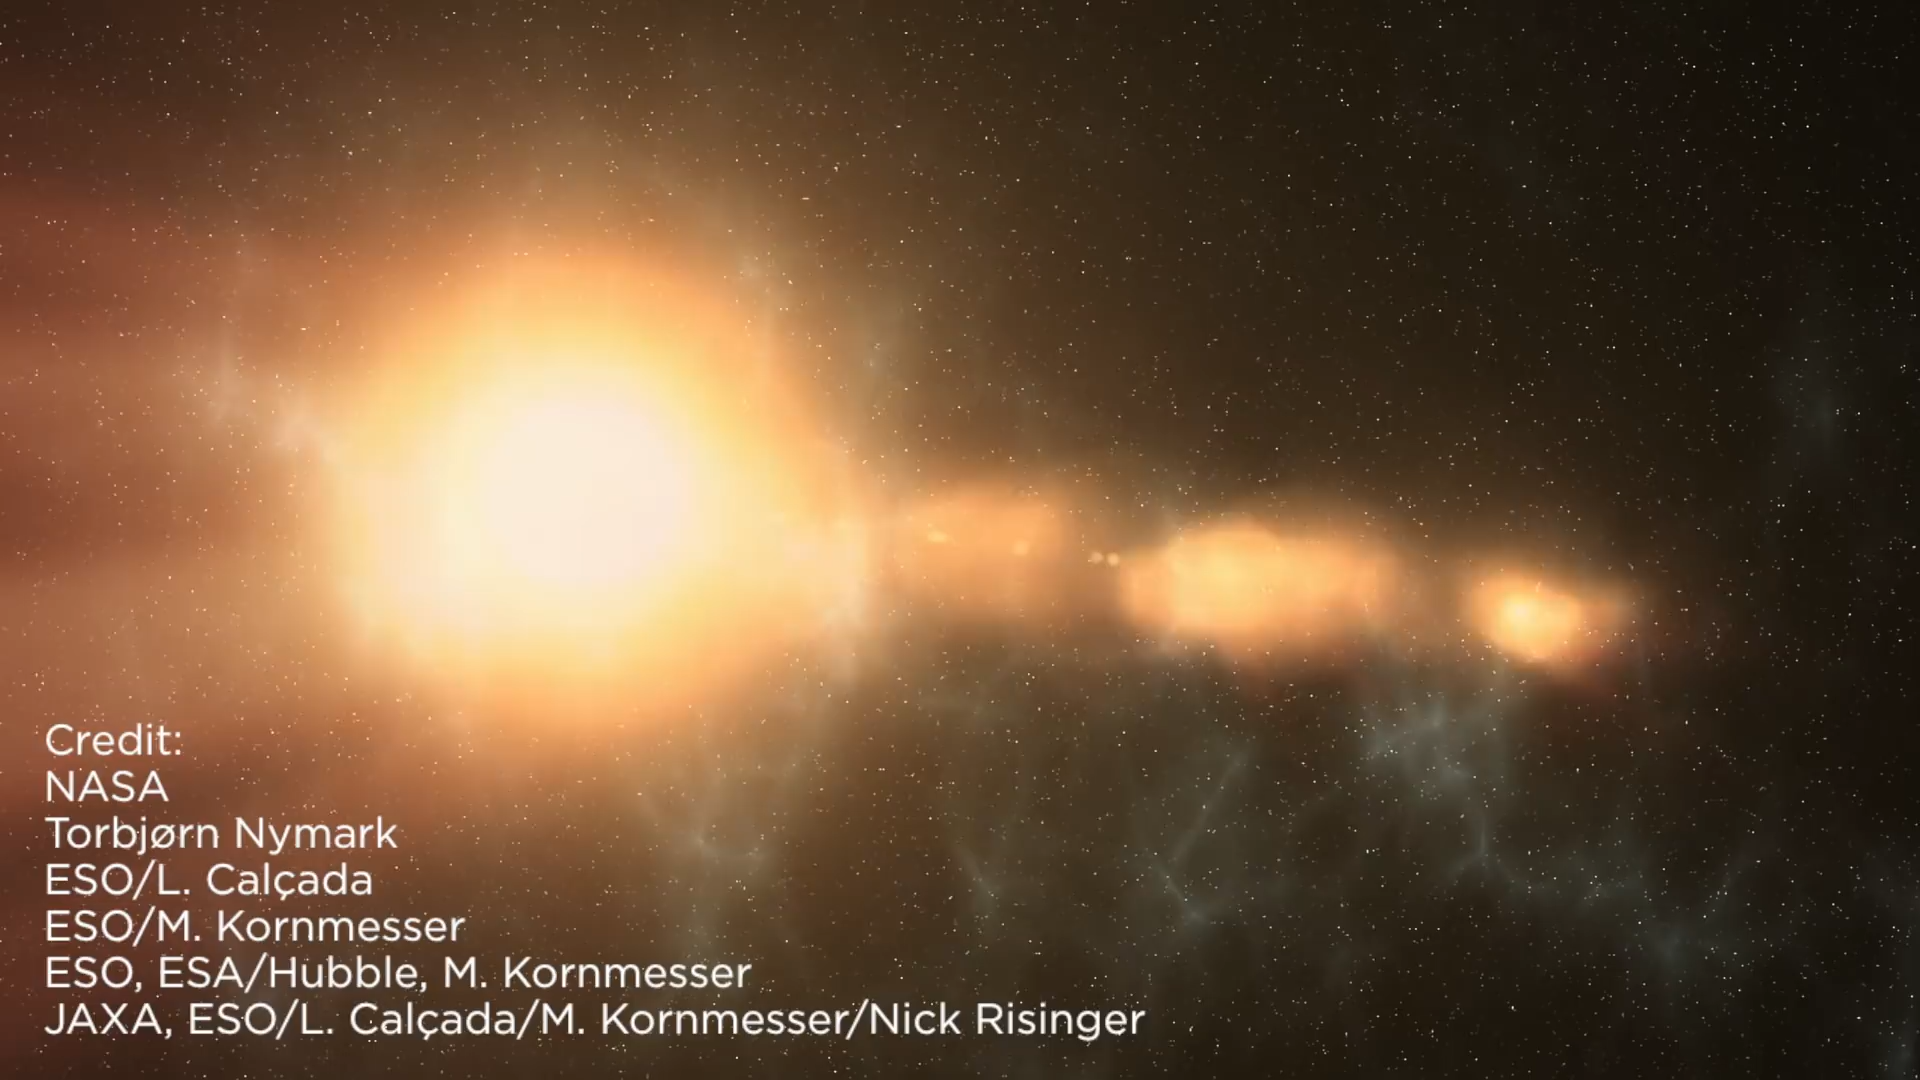 Credit:
NASA
Torbjørn Nymark
ESO/L. Calçada
ESO/M. Kornmesser
ESO, ESA/Hubble, M. Kornmesser
JAXA, ESO/L. Calçada/M. Kornmesser/Nick Risinger